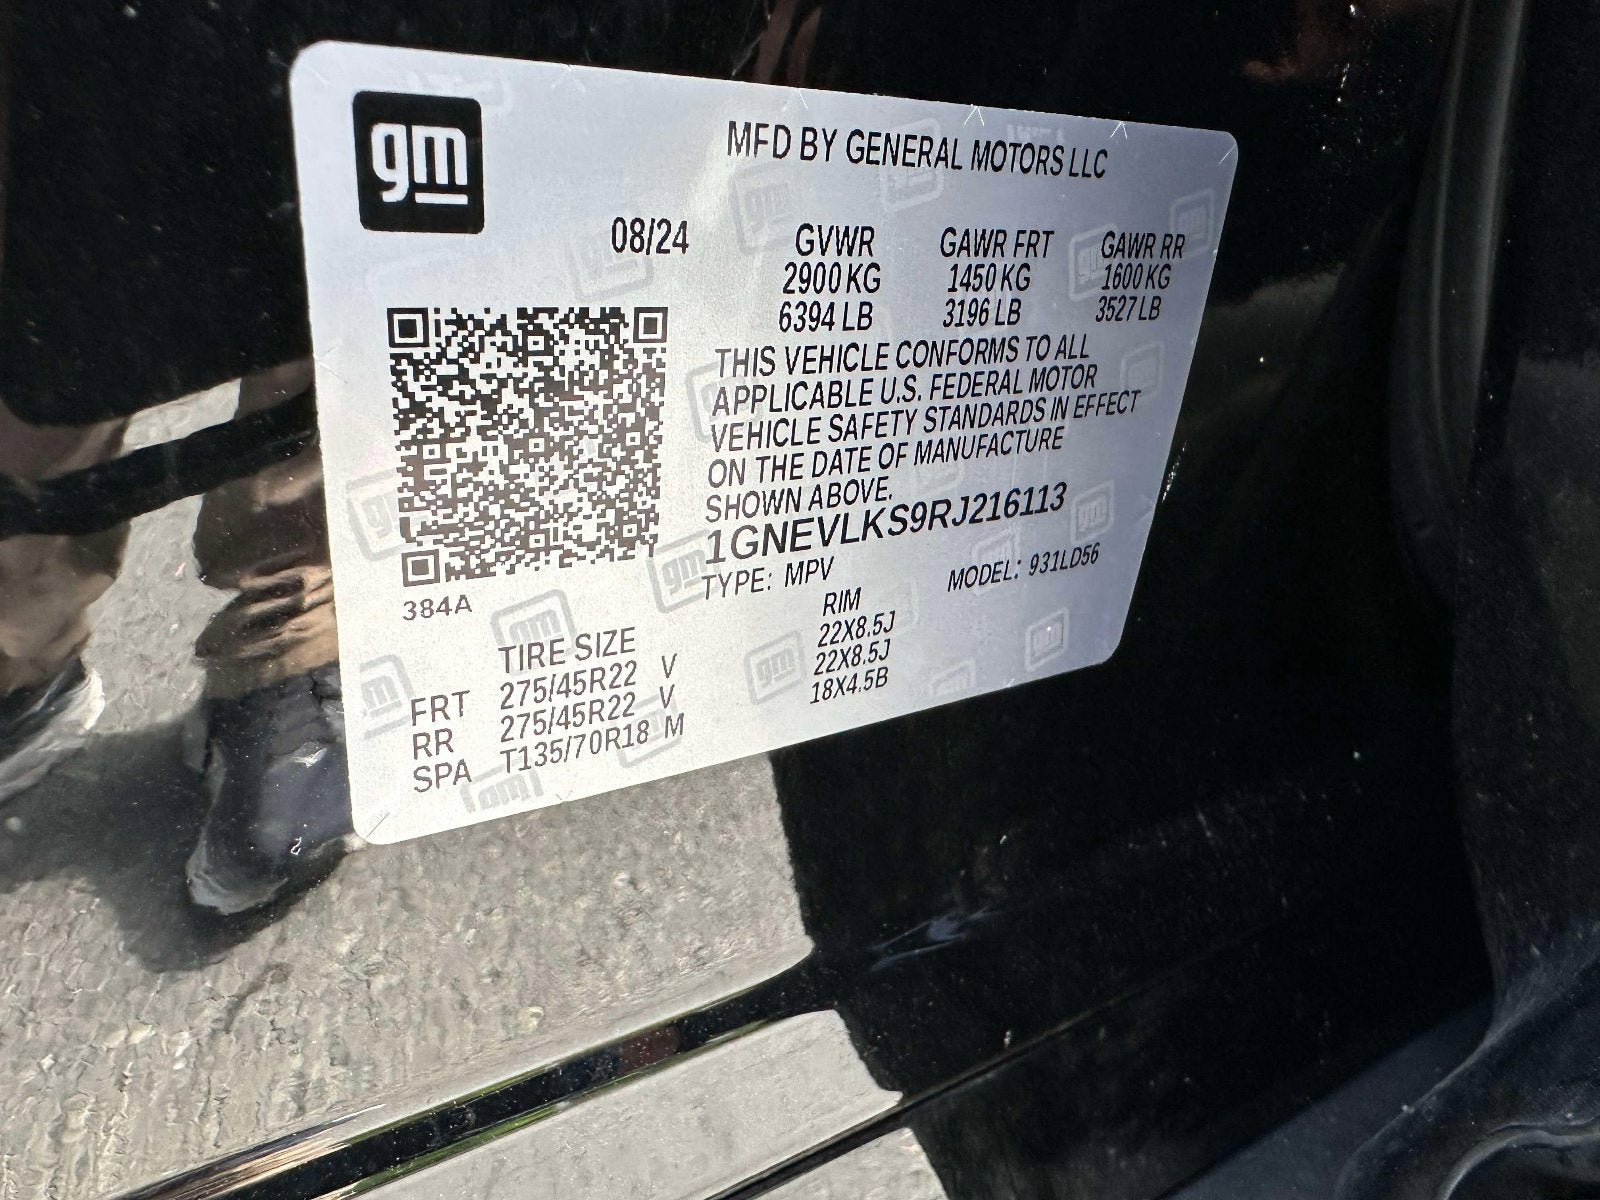 gm
MFD BY GENERAL MOTORS LLC
08/24 GVWR GAWR FRT GAWR RR
2900 KG 1450 KG 1600 KG
6394 LB 3196 LB 3527 LB
THIS VEHICLE CONFORMS TO ALL
APPLICABLE U.S. FEDERAL MOTOR
VEHICLE SAFETY STANDARDS IN EFFECT
ON THE DATE OF MANUFACTURE
SHOWN ABOVE.
1GNEVLKS9RJ216113
TYPE: MPV MODEL: 931LD56
384A
TIRE SIZE RIM
FRT 275/45R22 V 22X8.5J
RR 275/45R22 V 22X8.5J
SPA T135/70R18 M 18X4.5B